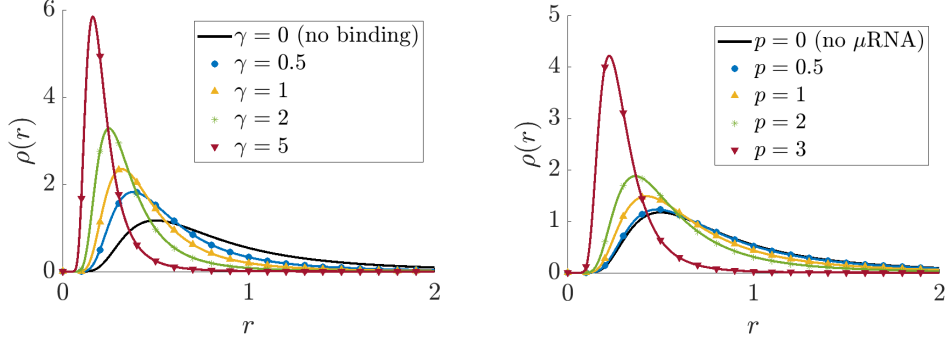 6
4
2
0
ρ(r)
γ = 0 (no binding)
γ = 0.5
γ = 1
γ = 2
γ = 5
0
1
2
r
5
4
3
2
1
0
ρ(r)
p = 0 (no μRNA)
p = 0.5
p = 1
p = 2
p = 3
0
1
2
r